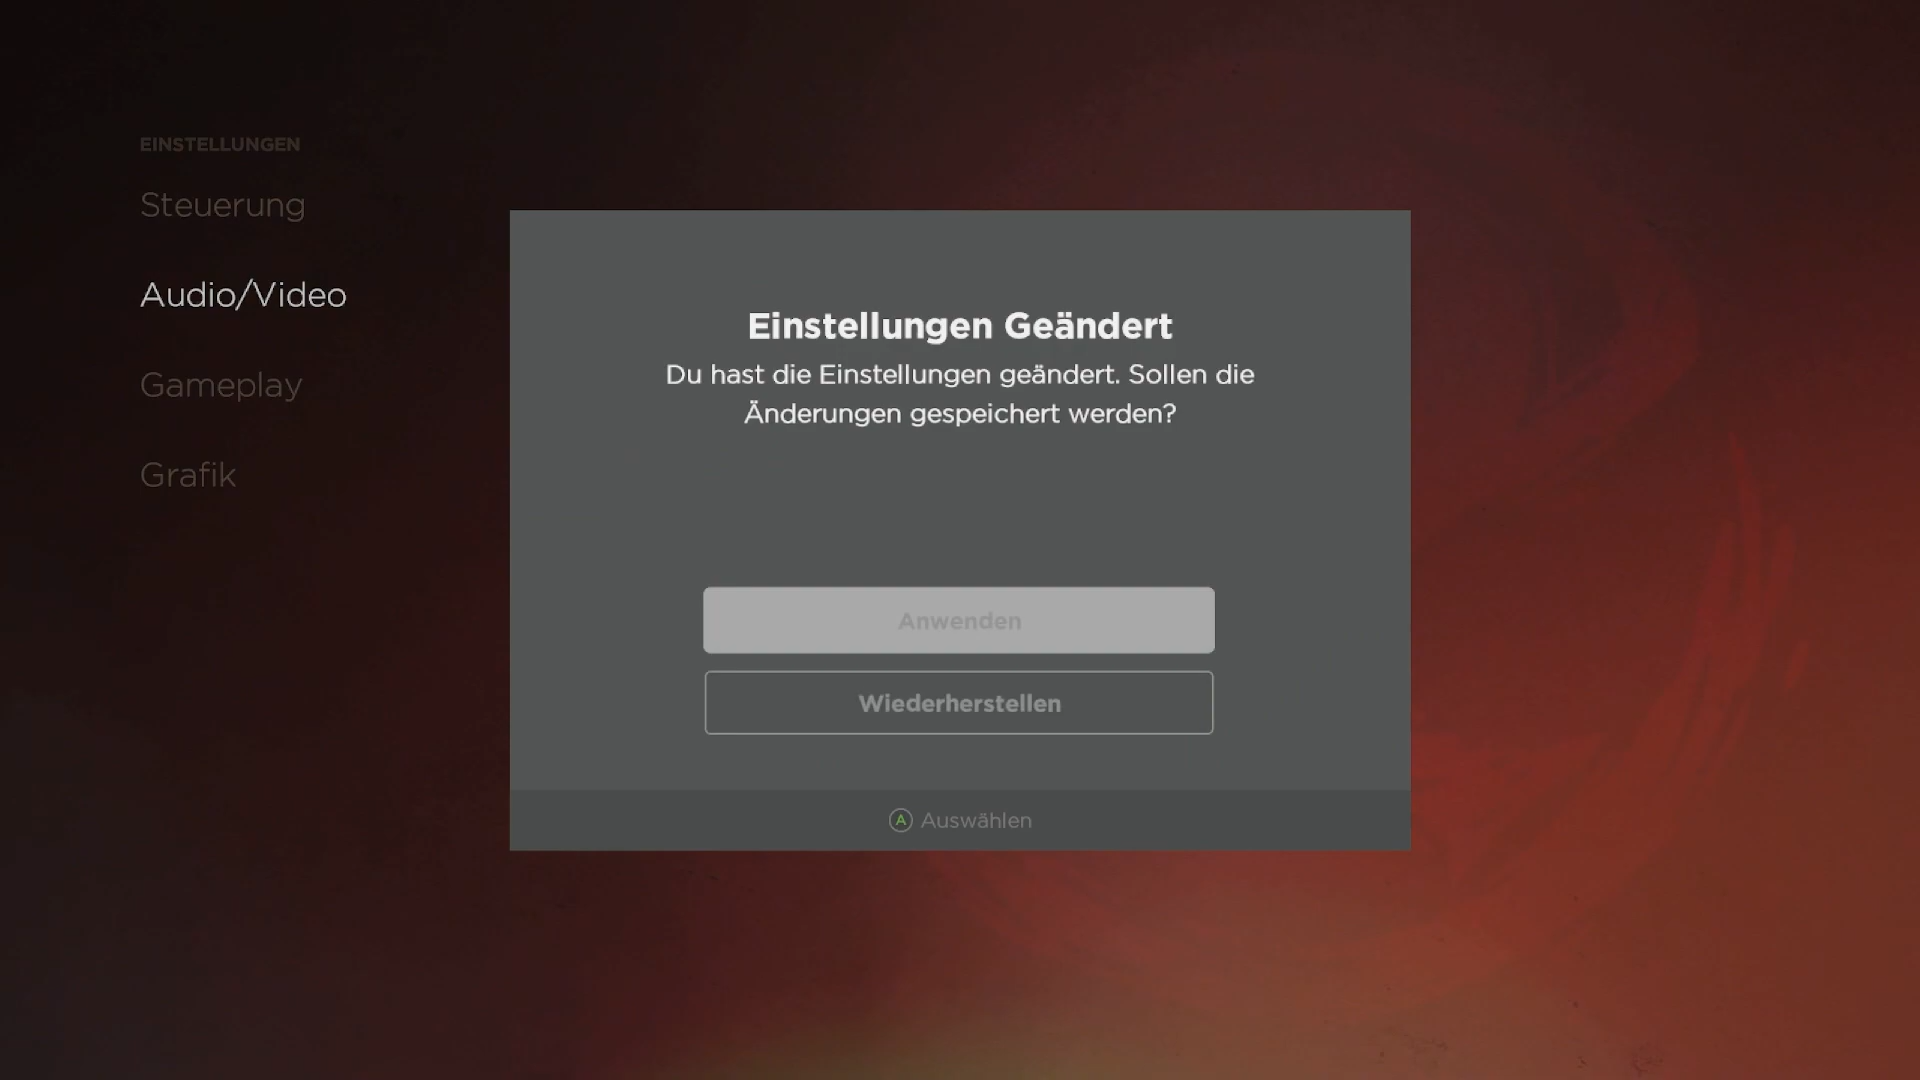 EINSTELLUNGEN
Steuerung
Audio/Video
Gameplay
Grafik
Einstellungen Geändert
Du hast die Einstellungen geändert. Sollen die
Änderungen gespeichert werden?
Anwenden
Wiederherstellen
A Auswählen